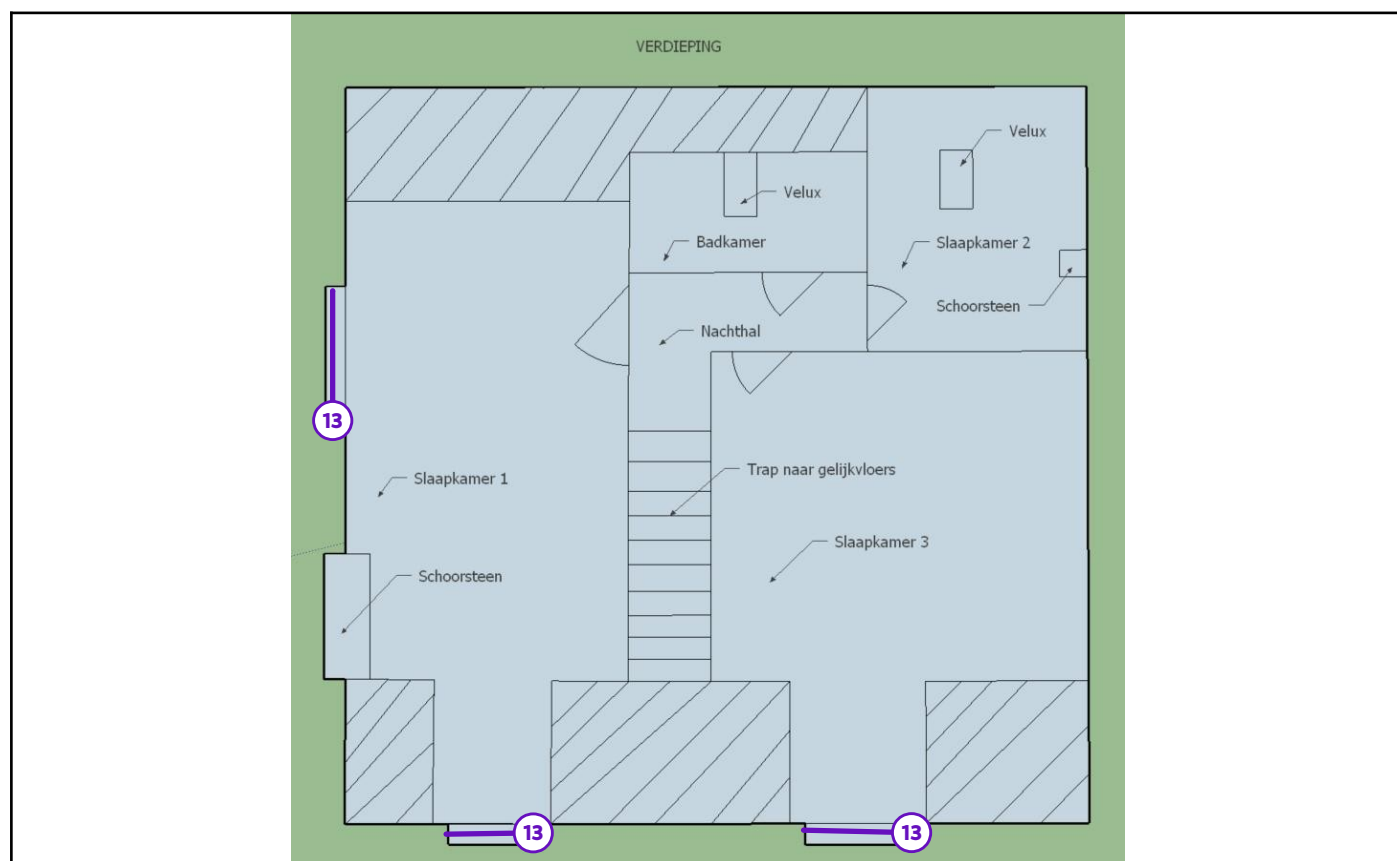 VERDIEPING
Velux
Velux
Badkamer
Slaapkamer 2
Schoorsteen
Nachthal
13
Slaapkamer 1
Trap naar gelijkvloers
Slaapkamer 3
Schoorsteen
13
13